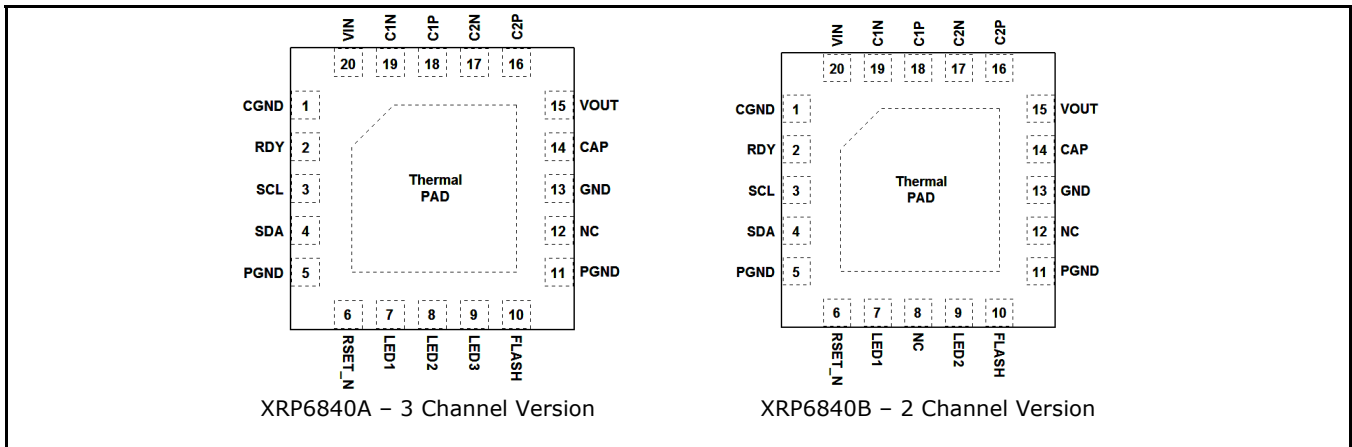 VIN C1N C1P C2N C2P
20 19 18 17 16
CGND 1
RDY 2
SCL 3
SDA 4
PGND 5
Thermal
PAD
15 VOUT
14 CAP
13 GND
12 NC
11 PGND
6 7 8 9 10
RSET_N LED1 LED2 LED3 FLASH
XRP6840A – 3 Channel Version
VIN C1N C1P C2N C2P
20 19 18 17 16
CGND 1
RDY 2
SCL 3
SDA 4
PGND 5
Thermal
PAD
15 VOUT
14 CAP
13 GND
12 NC
11 PGND
6 7 8 9 10
RSET_N LED1 NC LED2 FLASH
XRP6840B – 2 Channel Version